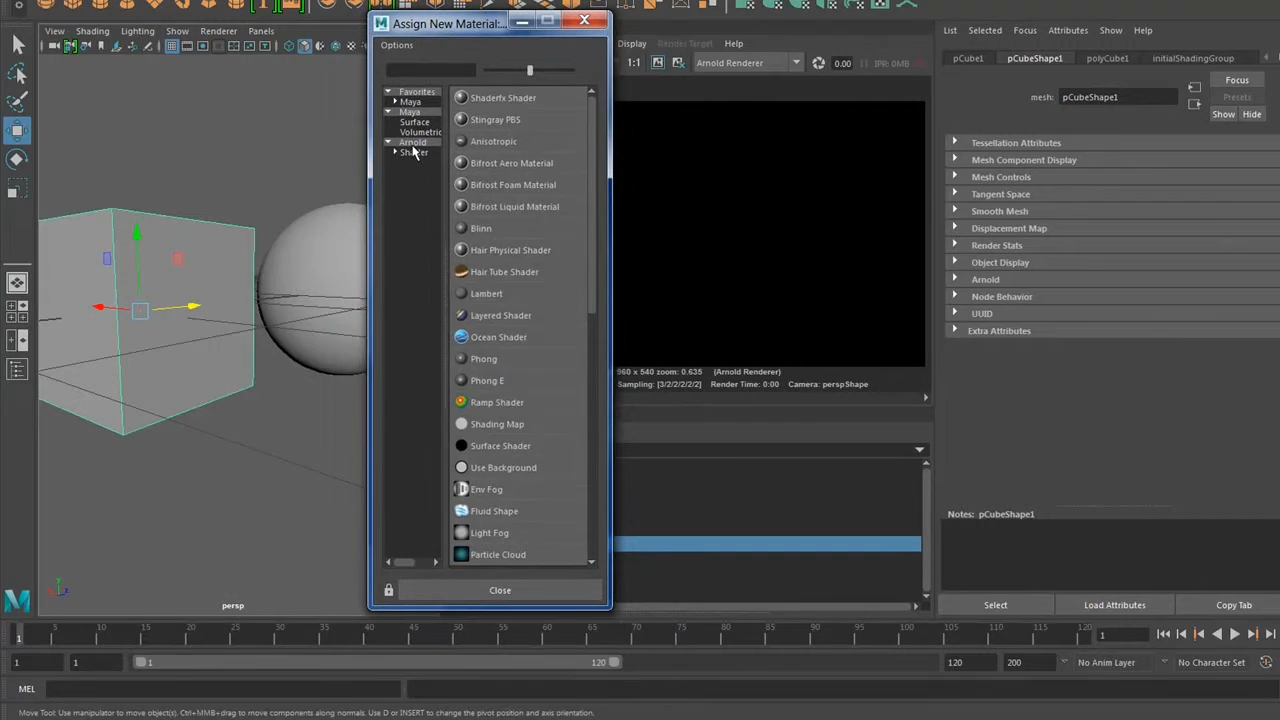 Assign New Material:...
Options
Favorites
Maya
Maya
Surface
Volumetric
Arnold
Shader
Shaderfx Shader
Stingray PBS
Anisotropic
Bifrost Aero Material
Bifrost Foam Material
Bifrost Liquid Material
Blinn
Hair Physical Shader
Hair Tube Shader
Lambert
Layered Shader
Ocean Shader
Phong
Phong E
Ramp Shader
Shading Map
Surface Shader
Use Background
Env Fog
Fluid Shape
Light Fog
Particle Cloud
Close
View Shading Lighting Show Renderer Panels
persp
Display Render Target Help
1:1 Arnold Renderer 0.00 IPR: 0MB
960 x 540 zoom: 0.635 (Arnold Renderer)
Sampling: [3/2/2/2/2/2] Render Time: 0:00 Camera: perspShape
List Selected Focus Attributes Show Help
pCube1 pCubeShape1 polyCube1 initialShadingGroup
Focus
mesh: pCubeShape1 Presets
Show Hide
Tessellation Attributes
Mesh Component Display
Mesh Controls
Tangent Space
Smooth Mesh
Displacement Map
Render Stats
Object Display
Arnold
Node Behavior
UUID
Extra Attributes
Notes: pCubeShape1
Select Load Attributes Copy Tab
1 5 10 15 20 25 30 35 40 45 50 55 60 65 70 75 80 85 90 95 100 105 110 115 120 1
1 1 1 120 120 200 No Anim Layer No Character Set
MEL
Move Tool: Use manipulator to move object(s). Ctrl+MMB+drag to move components along normals. Use D or INSERT to change the pivot position and axis orientation.